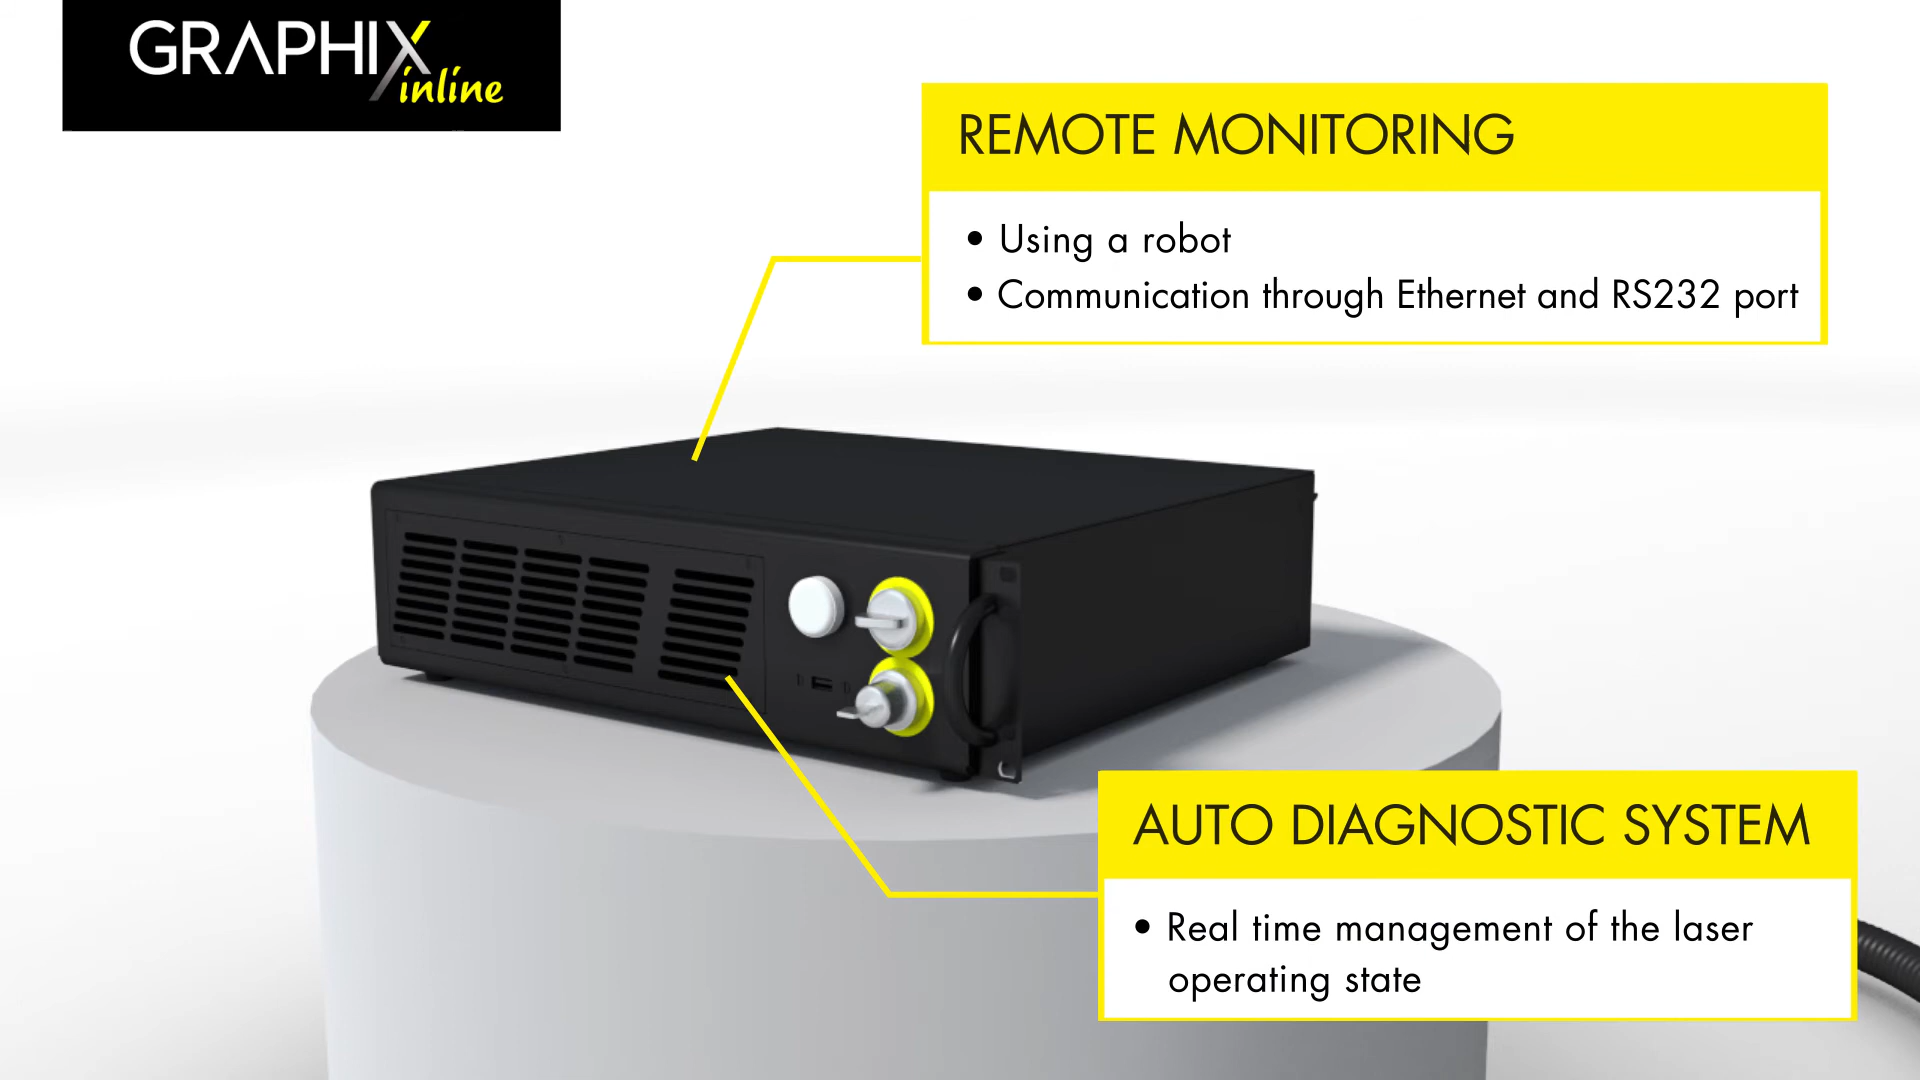 GRAPHIX
inline
REMOTE MONITORING
• Using a robot
• Communication through Ethernet and RS232 port
AUTO DIAGNOSTIC SYSTEM
• Real time management of the laser
operating state